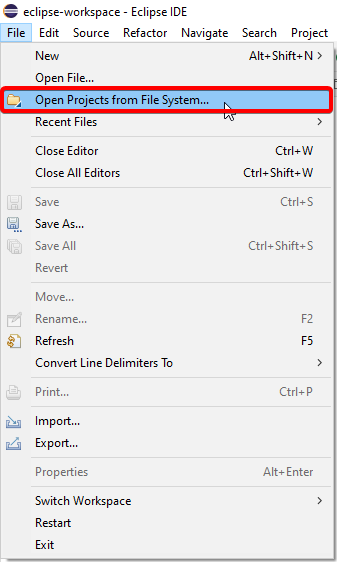 eclipse-workspace - Eclipse IDE
File Edit Source Refactor Navigate Search Project
New Alt+Shift+N >
Open File...
Open Projects from File System...
Recent Files >
Close Editor Ctrl+W
Close All Editors Ctrl+Shift+W
Save Ctrl+S
Save As...
Save All Ctrl+Shift+S
Revert
Move...
Rename... F2
Refresh F5
Convert Line Delimiters To >
Print... Ctrl+P
Import...
Export...
Properties Alt+Enter
Switch Workspace >
Restart
Exit